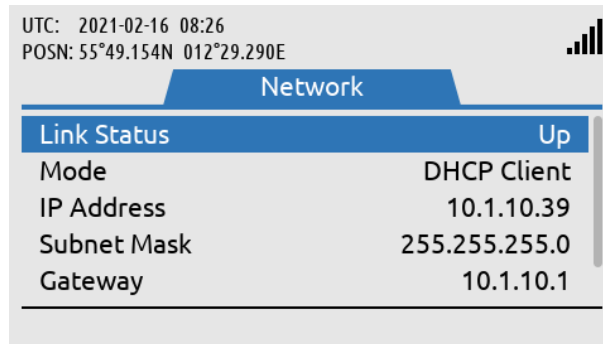 UTC: 2021-02-16 08:26
POSN: 55°49.154N 012°29.290E
Network
Link Status Up
Mode DHCP Client
IP Address 10.1.10.39
Subnet Mask 255.255.255.0
Gateway 10.1.10.1